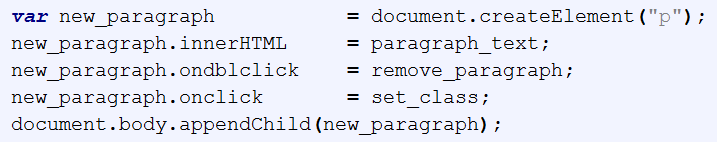 var new_paragraph           = document.createElement("p");
new_paragraph.innerHTML     = paragraph_text;
new_paragraph.ondblclick    = remove_paragraph;
new_paragraph.onclick       = set_class;
document.body.appendChild(new_paragraph);